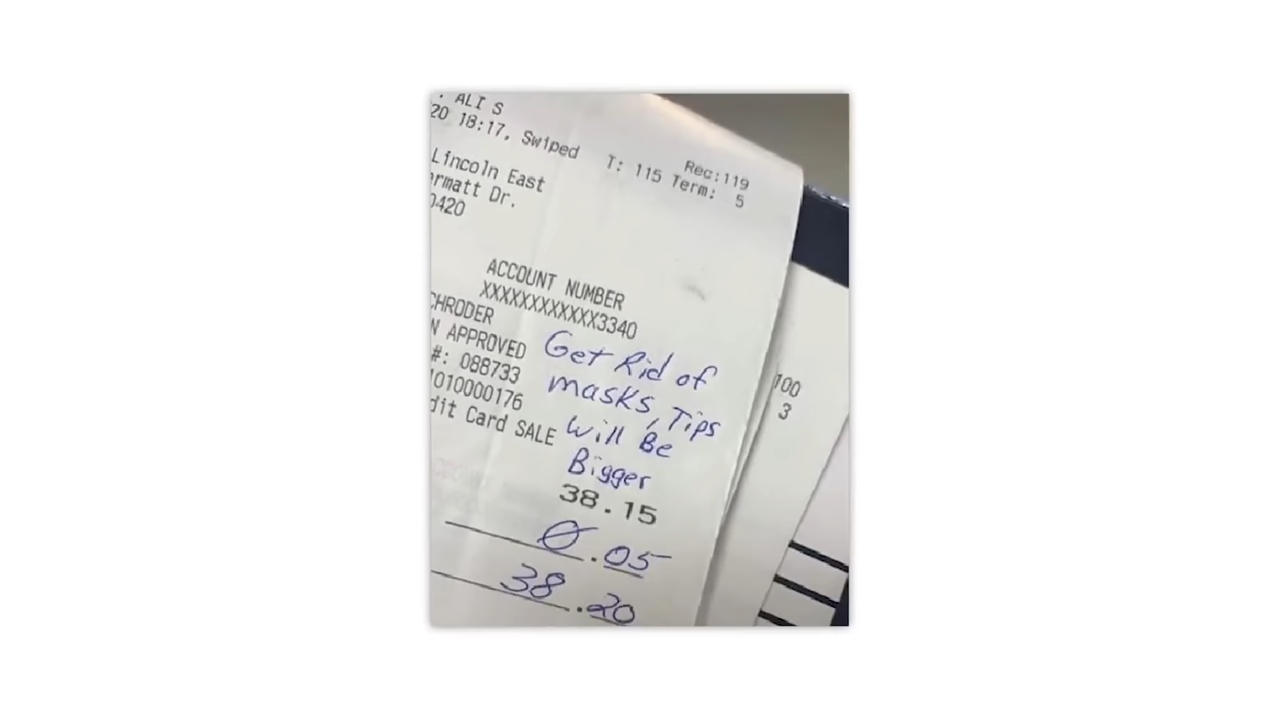 . ALI S
20 18:17, Swiped T: 115 Term: 5
Rec:119
Lincoln East
rmatt Dr.
0420
ACCOUNT NUMBER
XXXXXXXXXXXX3340
CHRODER
N APPROVED
#: 088733
1010000176
dit Card SALE
Get Rid of
masks, Tips
will Be
Bigger
38.15
0.05
38.20
100
3